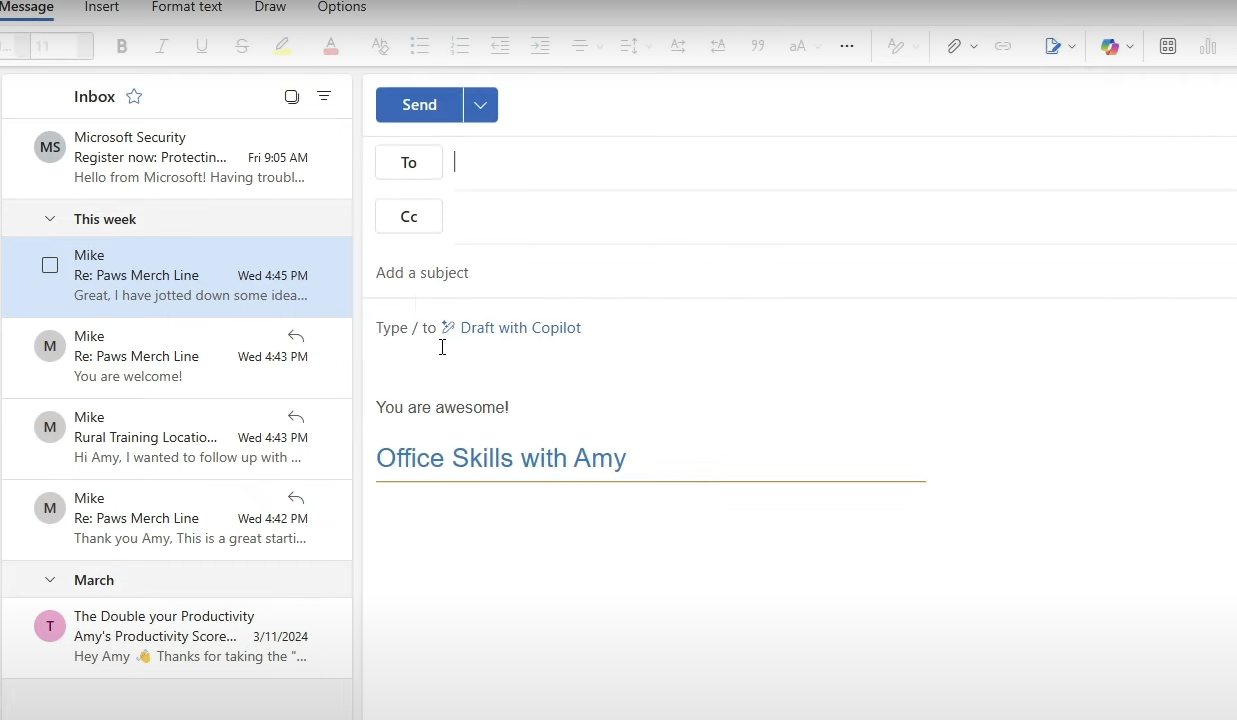 Message Insert Format text Draw Options
11
Inbox
MS
Microsoft Security
Register now: Protectin... Fri 9:05 AM
Hello from Microsoft! Having troubl...
This week
Mike
Re: Paws Merch Line Wed 4:45 PM
Great, I have jotted down some idea...
M
Mike
Re: Paws Merch Line Wed 4:43 PM
You are welcome!
M
Mike
Rural Training Locatio... Wed 4:43 PM
Hi Amy, I wanted to follow up with ...
M
Mike
Re: Paws Merch Line Wed 4:42 PM
Thank you Amy, This is a great starti...
March
T
The Double your Productivity
Amy's Productivity Score... 3/11/2024
Hey Amy 👋 Thanks for taking the "...
Send
To
Cc
Add a subject
Type / to Draft with Copilot
You are awesome!
Office Skills with Amy